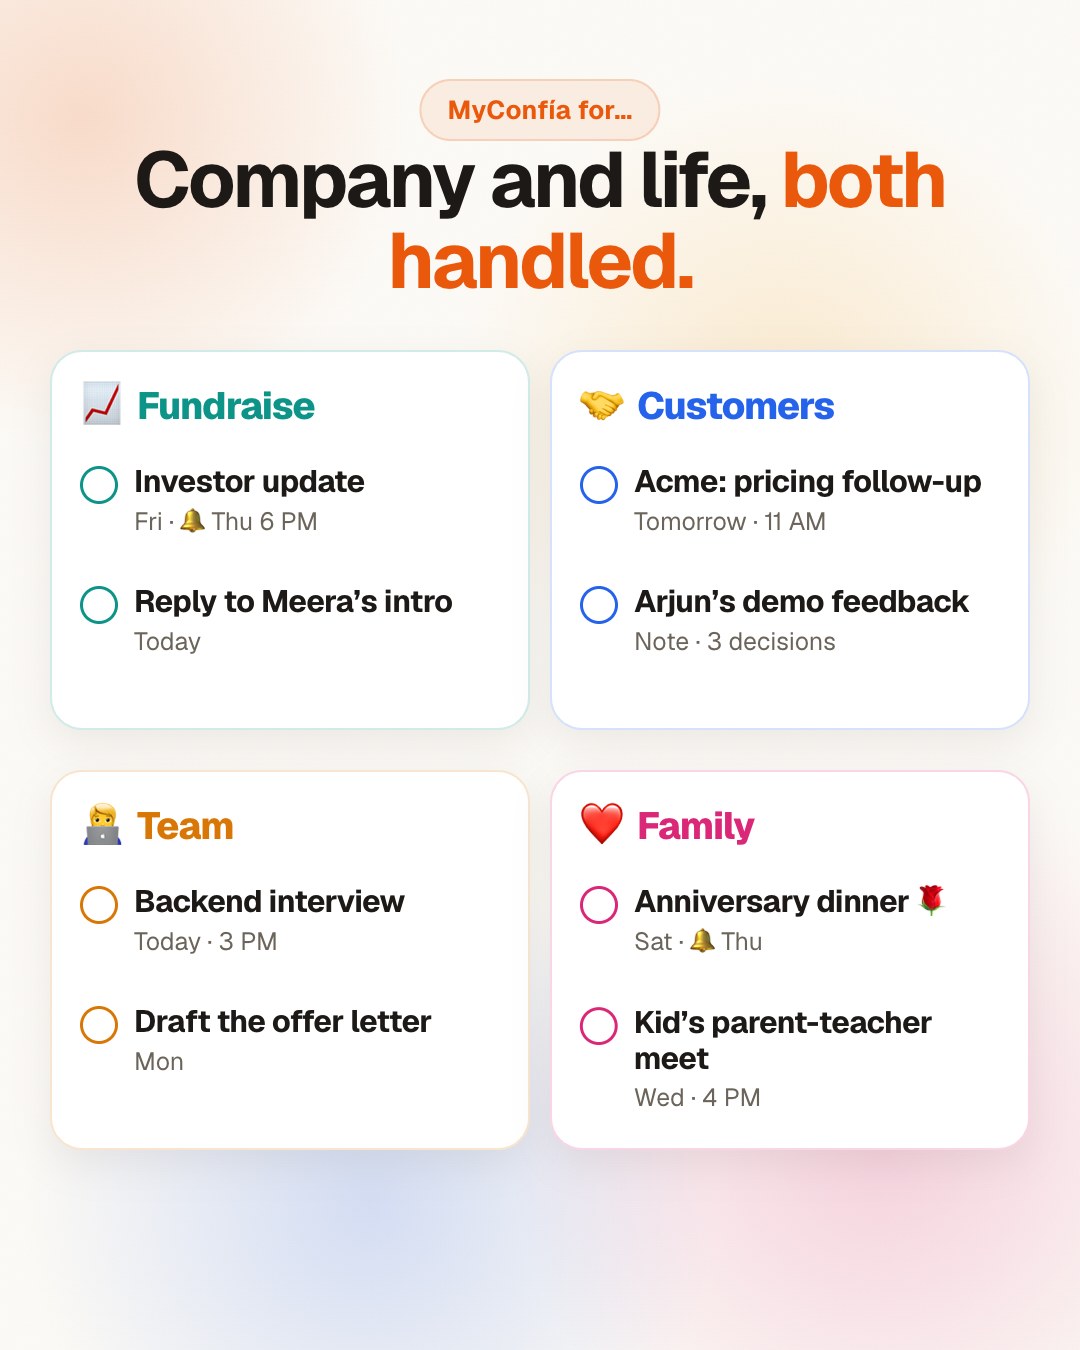 MyConfía for...
Company and life, both
handled.
📈 Fundraise
Investor update
Fri · 🔔 Thu 6 PM
Reply to Meera’s intro
Today
🤝 Customers
Acme: pricing follow-up
Tomorrow · 11 AM
Arjun’s demo feedback
Note · 3 decisions
🧑‍💻 Team
Backend interview
Today · 3 PM
Draft the offer letter
Mon
❤️ Family
Anniversary dinner 🌹
Sat · 🔔 Thu
Kid’s parent-teacher
meet
Wed · 4 PM